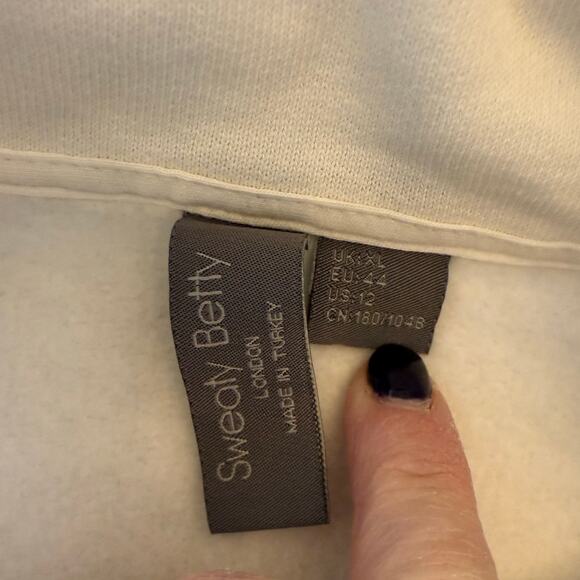 Sweaty Betty
LONDON
MADE IN TURKEY
UK:XL
EU:44
US:12
CN:180/104B